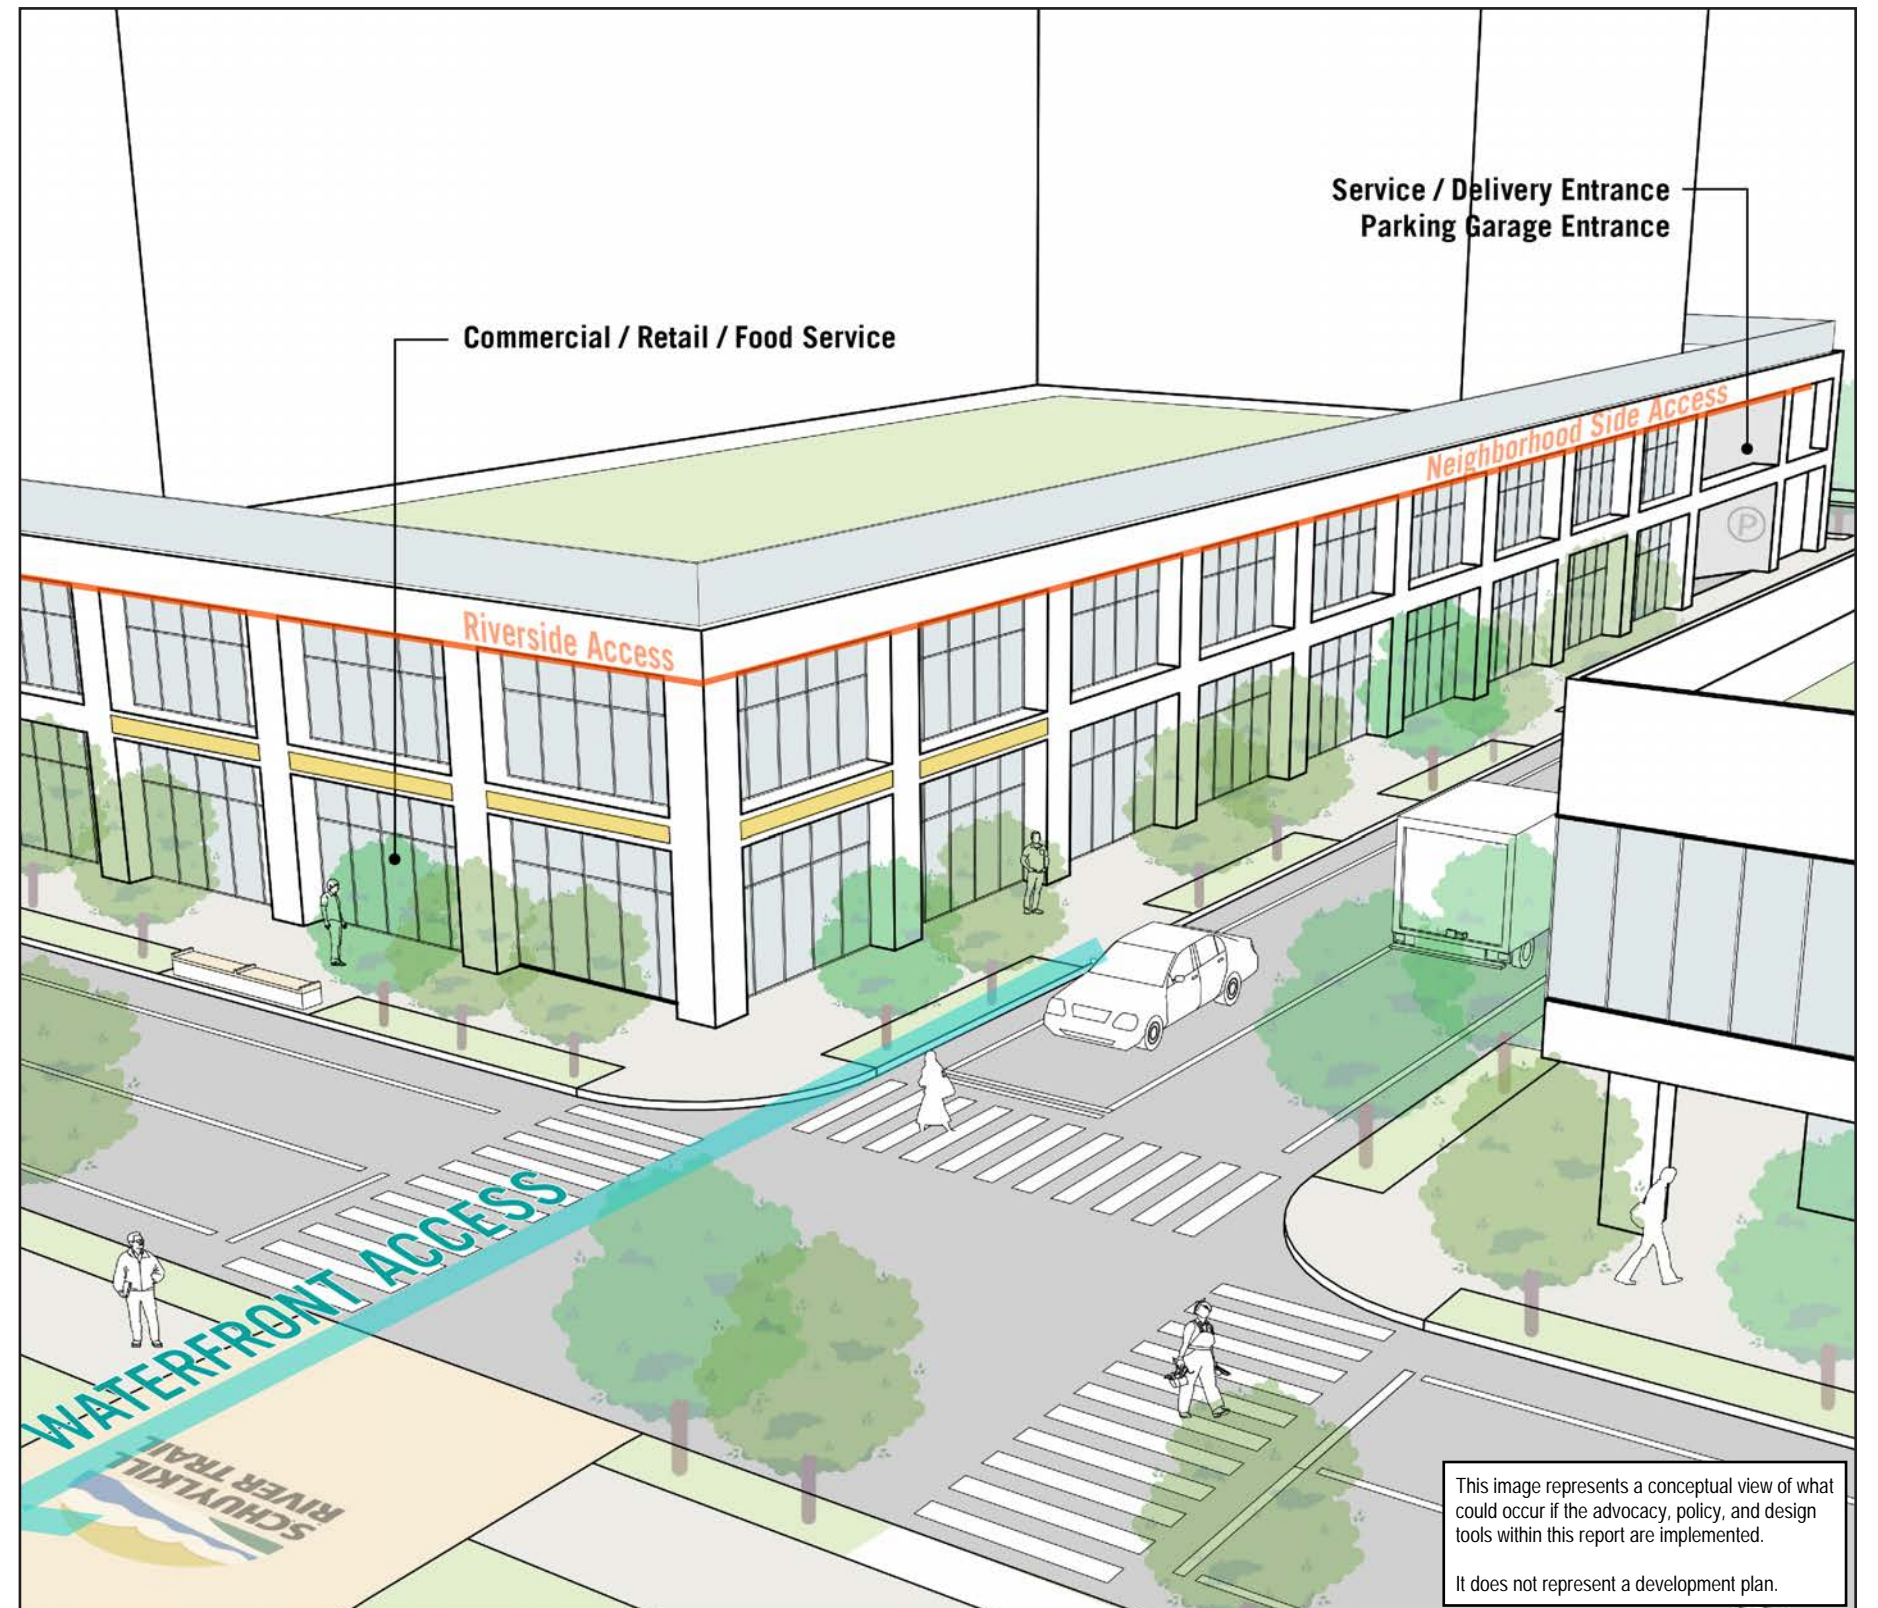 Service / Delivery Entrance
Parking Garage Entrance
Commercial / Retail / Food Service
Neighborhood Side Access
P
Riverside Access
WATERFRONT ACCESS
SCHUYLKILL
RIVER TRAIL
This image represents a conceptual view of what
could occur if the advocacy, policy, and design
tools within this report are implemented.
It does not represent a development plan.